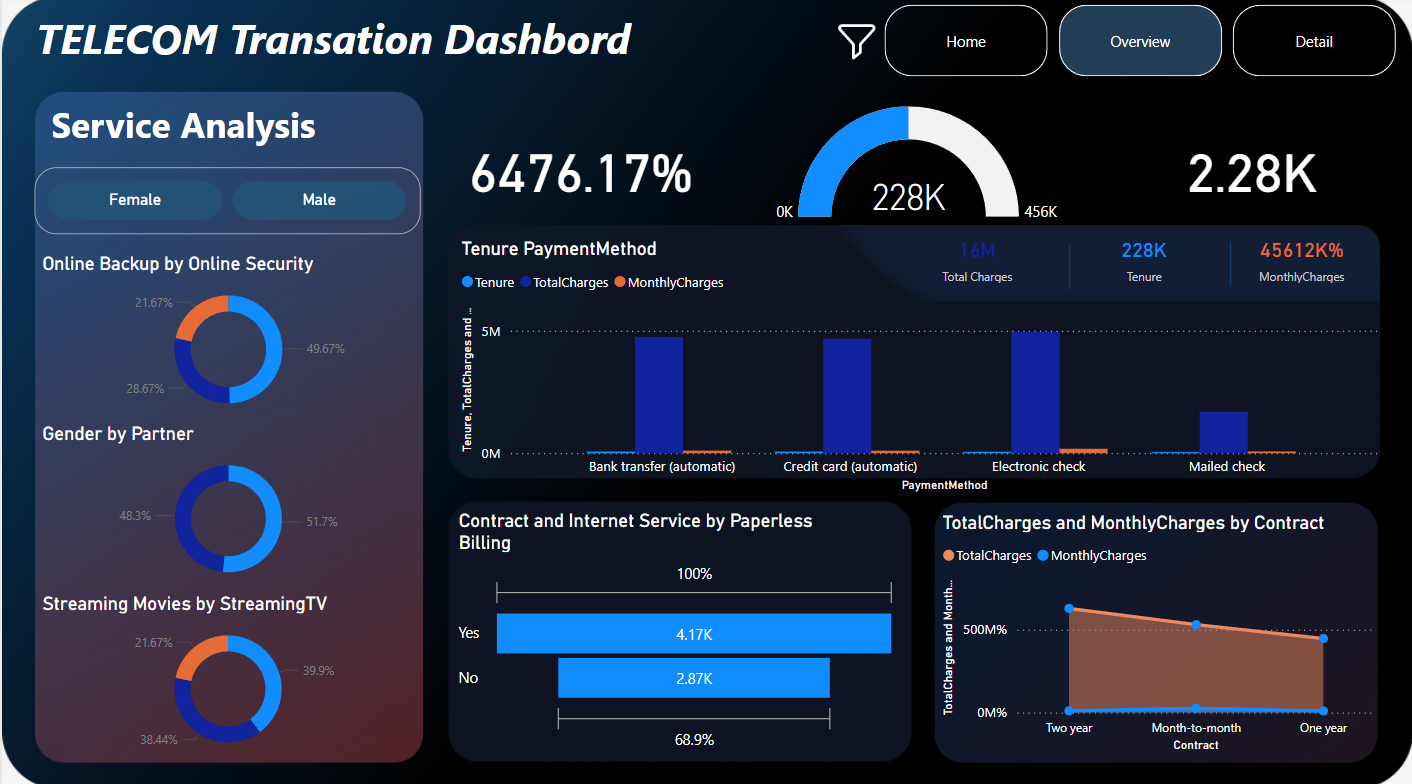 TELECOM Transation Dashbord
Home
Overview
Detail
Service Analysis
Female
Male
Online Backup by Online Security
21.67%
49.67%
28.67%
Gender by Partner
48.3%
51.7%
Streaming Movies by StreamingTV
21.67%
39.9%
38.44%
6476.17%
228K
0K
456K
2.28K
Tenure PaymentMethod
Tenure
TotalCharges
MonthlyCharges
16M
Total Charges
228K
Tenure
45612K%
MonthlyCharges
Tenure, TotalCharges and ...
5M
0M
Bank transfer (automatic)
Credit card (automatic)
Electronic check
Mailed check
PaymentMethod
Contract and Internet Service by Paperless
Billing
100%
Yes
4.17K
No
2.87K
68.9%
TotalCharges and MonthlyCharges by Contract
TotalCharges
MonthlyCharges
TotalCharges and Month...
500M%
0M%
Two year
Month-to-month
One year
Contract